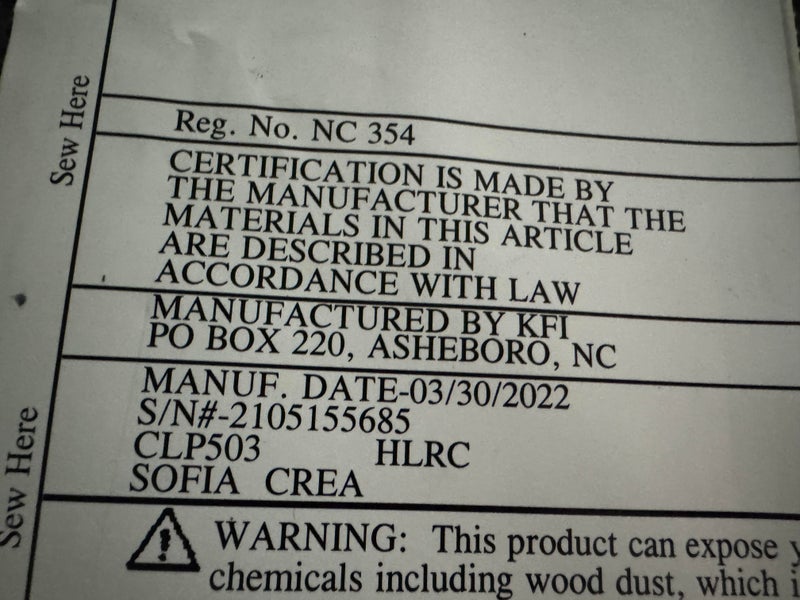 Sew Here
Reg. No. NC 354
CERTIFICATION IS MADE BY
THE MANUFACTURER THAT THE
MATERIALS IN THIS ARTICLE
ARE DESCRIBED IN
ACCORDANCE WITH LAW
MANUFACTURED BY KFI
PO BOX 220, ASHEBORO, NC
MANUF. DATE-03/30/2022
S/N#-2105155685
CLP503 HLRC
SOFIA CREA
Sew Here
WARNING: This product can expose
chemicals including wood dust, which